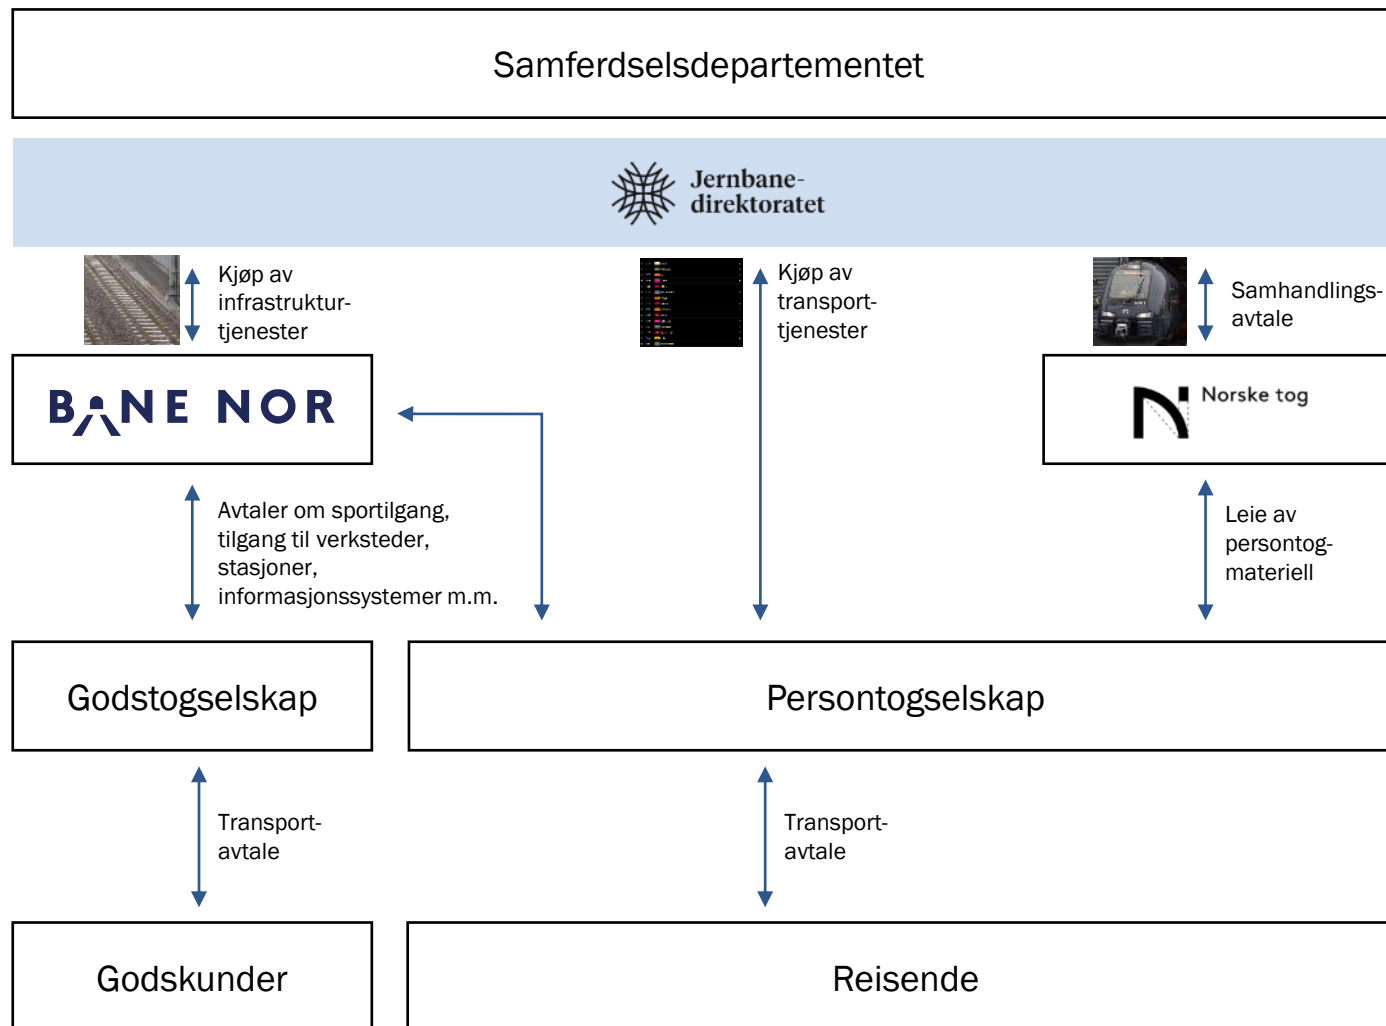 Samferdselsdepartementet
Jernbane-
direktoratet
Kjøp av
infrastruktur-
tjenester
Kjøp av
transport-
tjenester
Samhandlings-
avtale
BANE NOR
Norske tog
Avtaler om sportilgang,
tilgang til verksteder,
stasjoner,
informasjonssystemer m.m.
Leie av
persontog-
materiell
Godstogselskap
Persontogselskap
Transport-
avtale
Transport-
avtale
Godskunder
Reisende